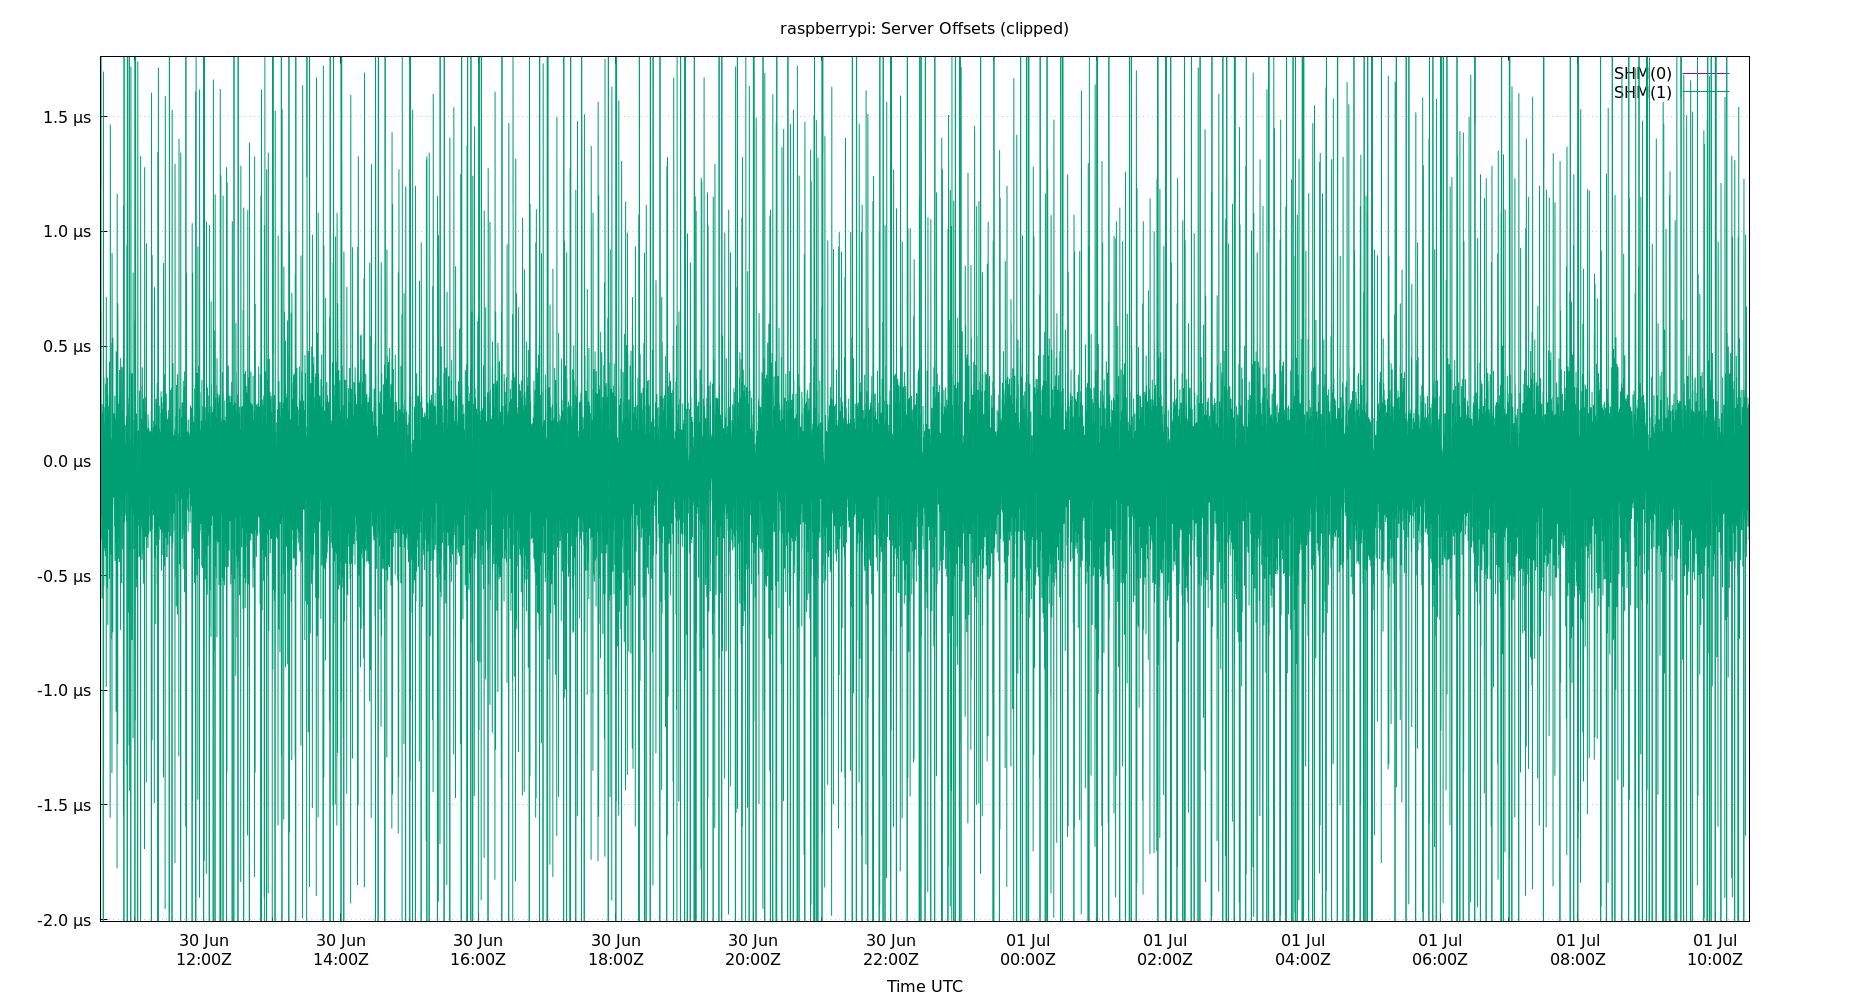 raspberrypi: Server Offsets (clipped)
SHM(0)
SHM(1)
1.5 µs
1.0 µs
0.5 µs
0.0 µs
-0.5 µs
-1.0 µs
-1.5 µs
-2.0 µs
30 Jun 30 Jun 30 Jun 30 Jun 30 Jun 30 Jun 01 Jul 01 Jul 01 Jul 01 Jul 01 Jul 01 Jul
12:00Z 14:00Z 16:00Z 18:00Z 20:00Z 22:00Z 00:00Z 02:00Z 04:00Z 06:00Z 08:00Z 10:00Z
Time UTC